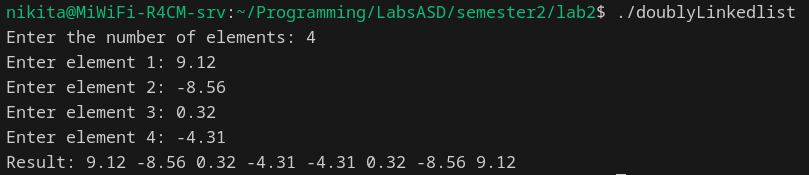 nikita@MiWiFi-R4CM-srv:~/Programming/LabsASD/semester2/lab2$ ./doublyLinkedlist
Enter the number of elements: 4
Enter element 1: 9.12
Enter element 2: -8.56
Enter element 3: 0.32
Enter element 4: -4.31
Result: 9.12 -8.56 0.32 -4.31 -4.31 0.32 -8.56 9.12